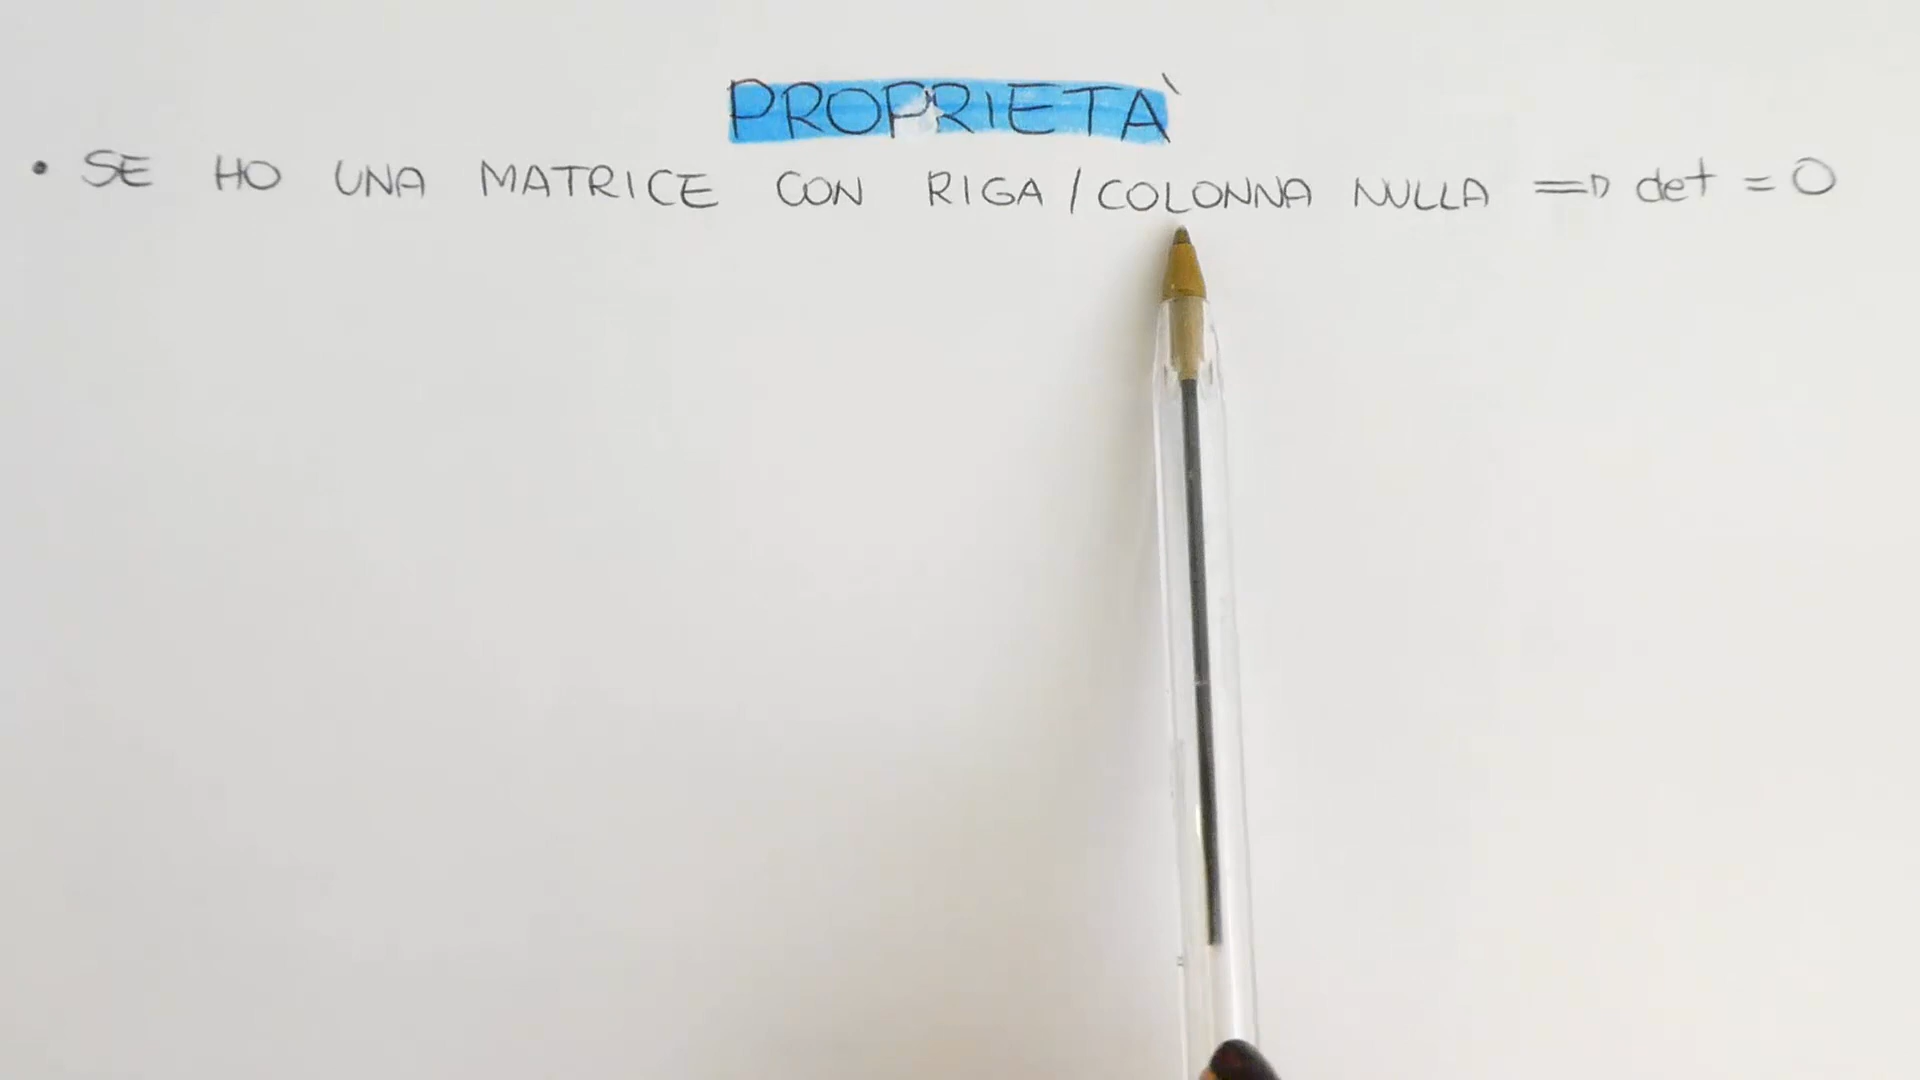 PROPRIETÀ
• SE HO UNA MATRICE CON RIGA/COLONNA NULLA => det = 0